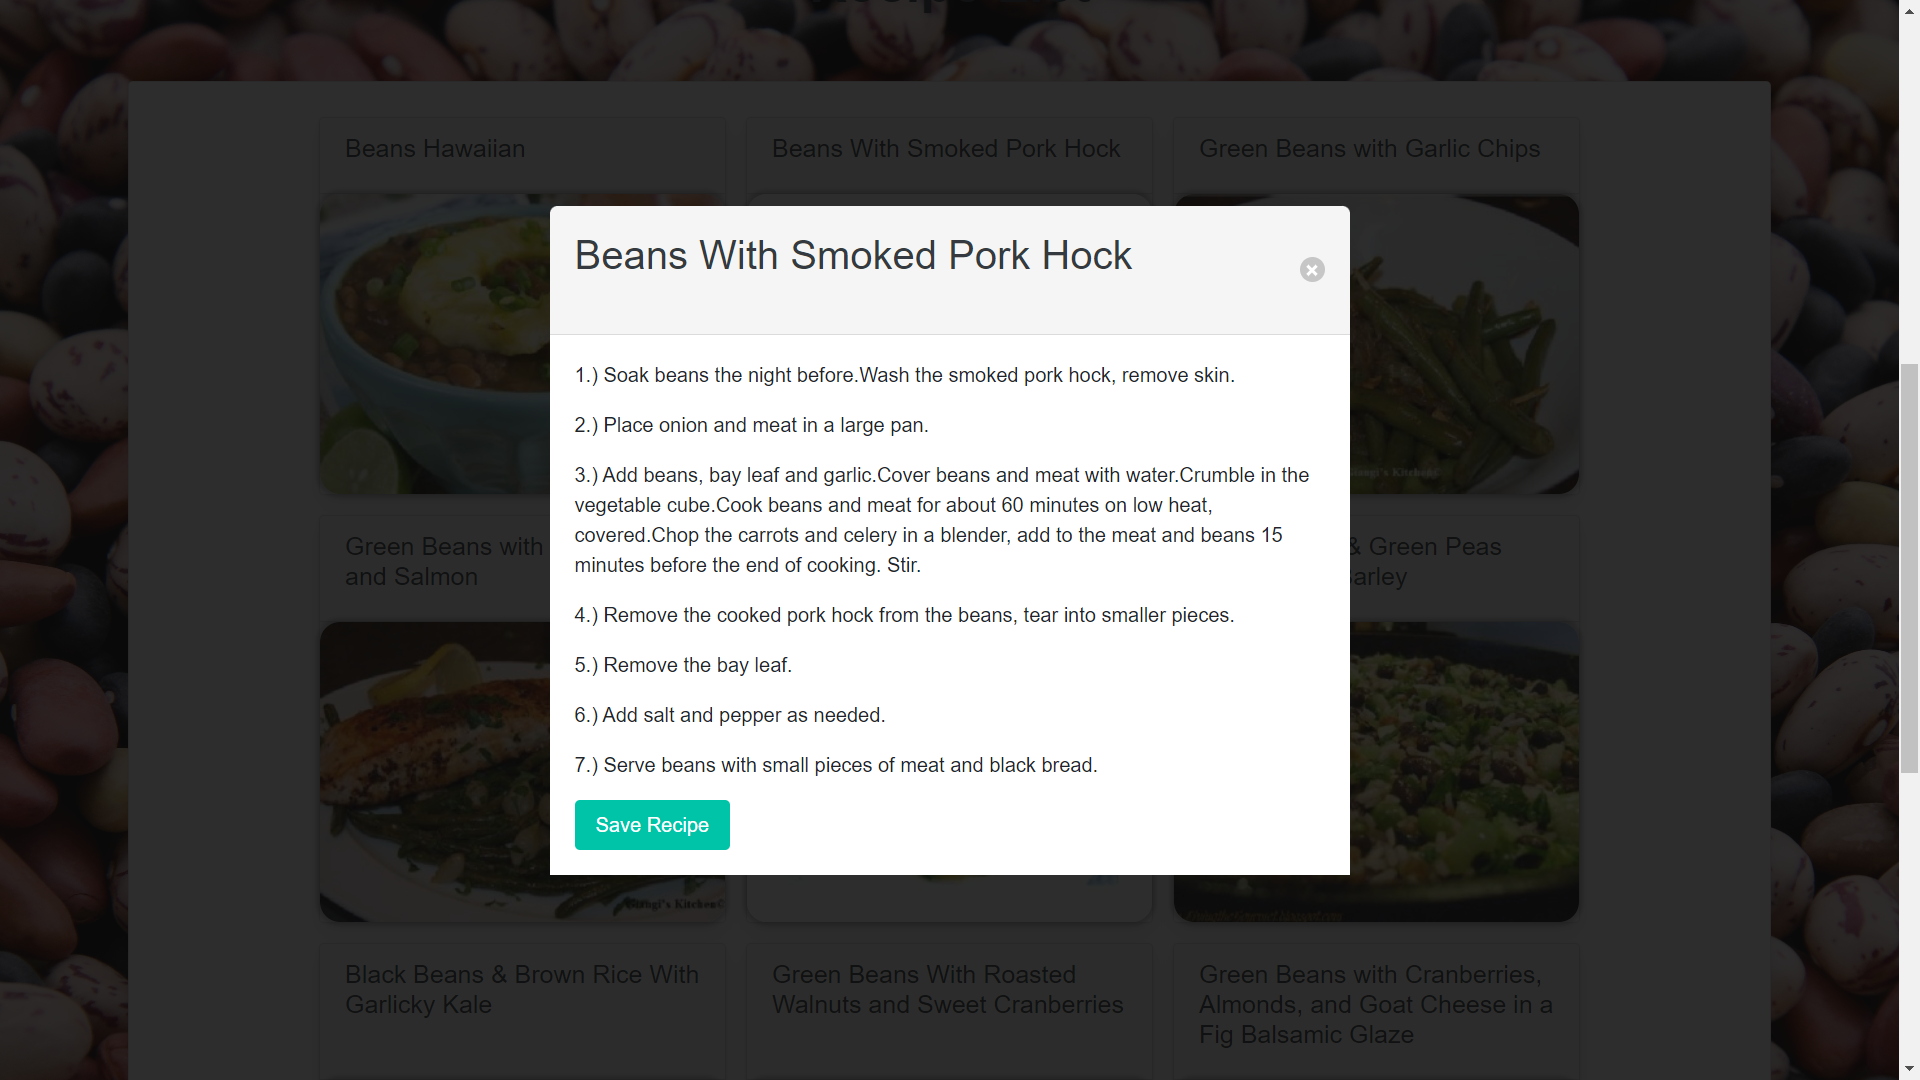 Beans Hawaiian
Beans With Smoked Pork Hock
Green Beans with Garlic Chips
Beans With Smoked Pork Hock
1.) Soak beans the night before.Wash the smoked pork hock, remove skin.
2.) Place onion and meat in a large pan.
3.) Add beans, bay leaf and garlic.Cover beans and meat with water.Crumble in the
vegetable cube.Cook beans and meat for about 60 minutes on low heat,
covered.Chop the carrots and celery in a blender, add to the meat and beans 15
minutes before the end of cooking. Stir.
4.) Remove the cooked pork hock from the beans, tear into smaller pieces.
5.) Remove the bay leaf.
6.) Add salt and pepper as needed.
7.) Serve beans with small pieces of meat and black bread.
Save Recipe
Kitchen©
Green Beans with
and Salmon
& Green Peas
Giangi's Kitchen©
Black Beans & Brown Rice With
Garlicky Kale
Green Beans With Roasted
Walnuts and Sweet Cranberries
Green Beans with Cranberries,
Almonds, and Goat Cheese in a
Fig Balsamic Glaze